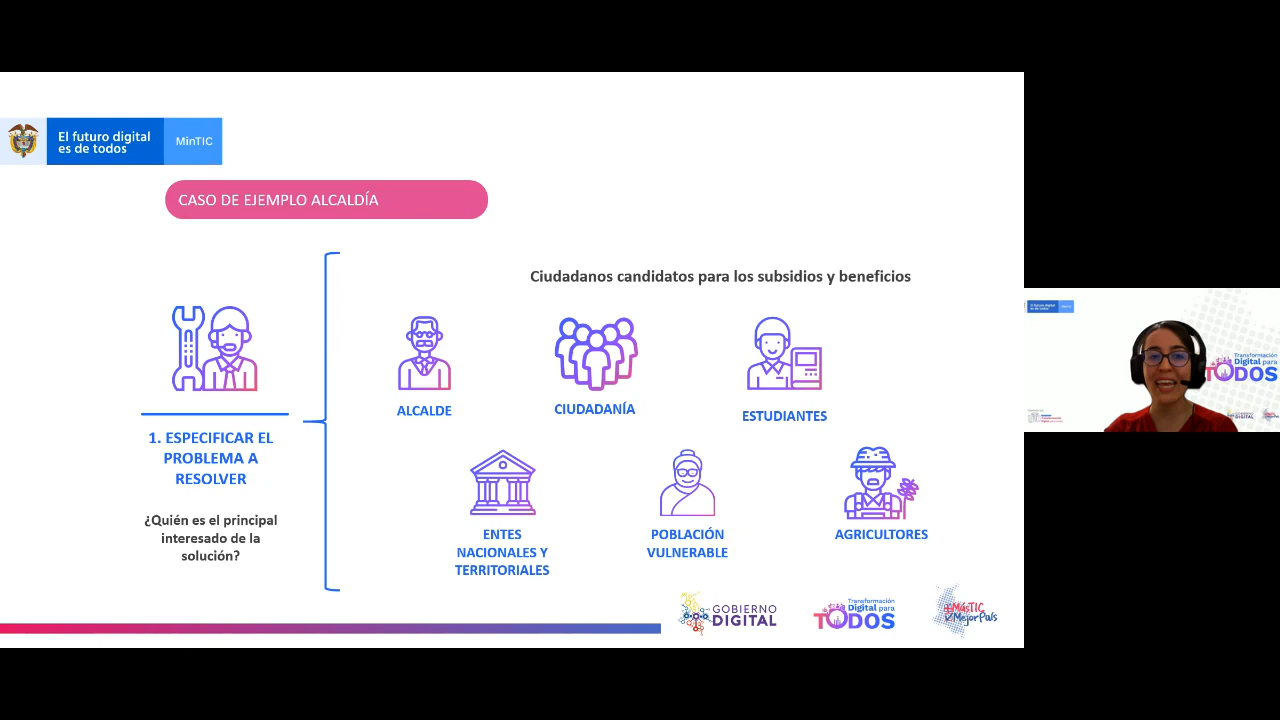 El futuro digital
es de todos
MinTIC
CASO DE EJEMPLO ALCALDÍA
Ciudadanos candidatos para los subsidios y beneficios
ALCALDE
CIUDADANÍA
ESTUDIANTES
1. ESPECIFICAR EL
PROBLEMA A
RESOLVER
¿Quién es el principal
interesado de la
solución?
ENTES
NACIONALES Y
TERRITORIALES
POBLACIÓN
VULNERABLE
AGRICULTORES
GOBIERNO
DIGITAL
Transformación
Digital para
TODOS
+MásTIC
MejorPaís
Transformación
Digital para
TODOS